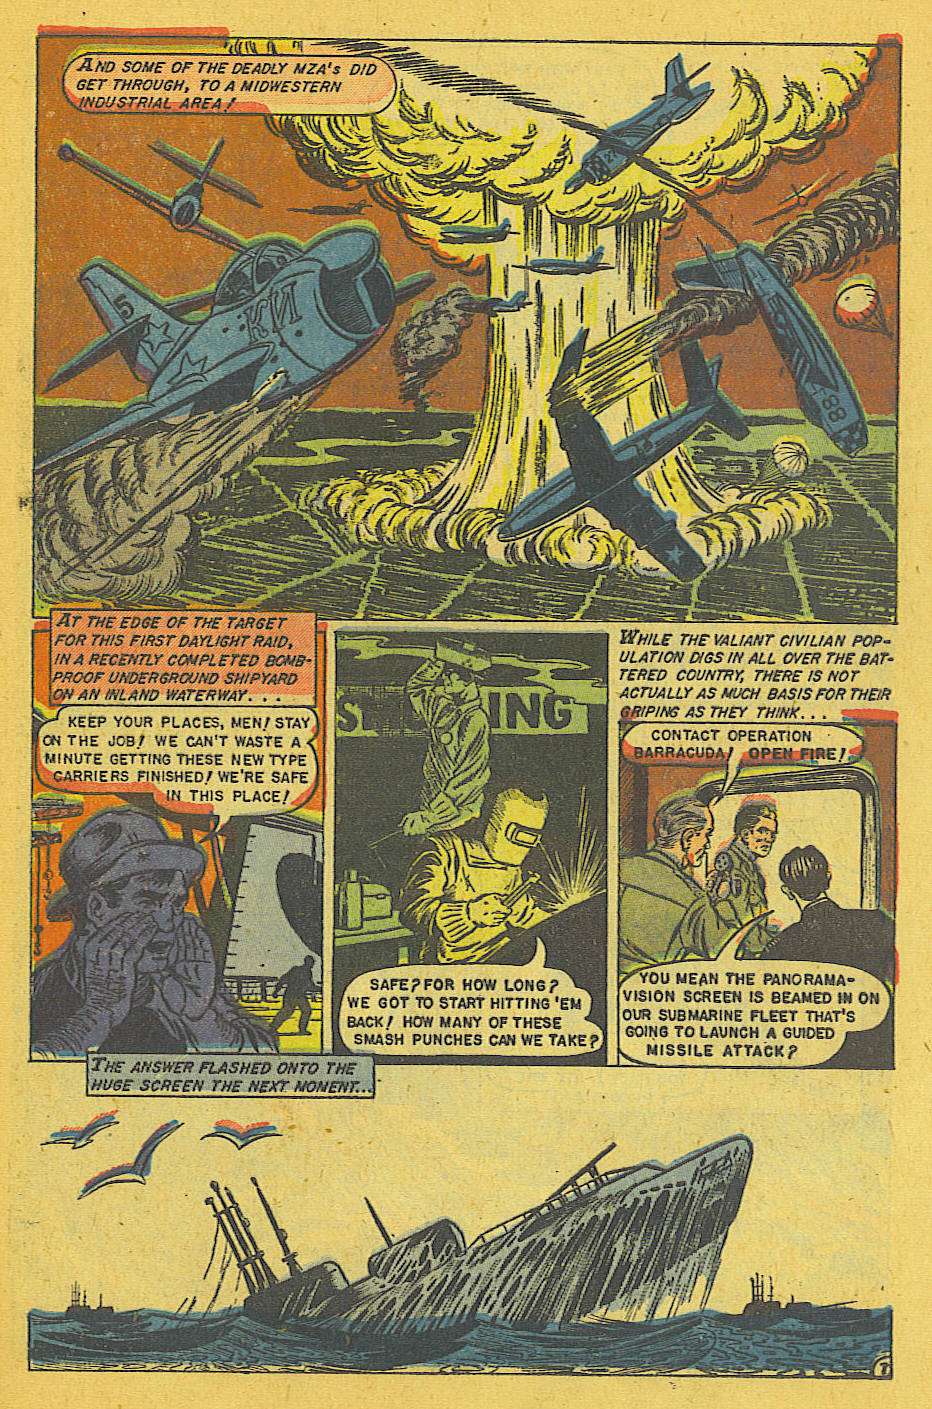 AND SOME OF THE DEADLY MZA'S DID
GET THROUGH, TO A MIDWESTERN
INDUSTRIAL AREA!
5
КИ
27
88
AT THE EDGE OF THE TARGET
FOR THIS FIRST DAYLIGHT RAID,
IN A RECENTLY COMPLETED BOMB-
PROOF UNDERGROUND SHIPYARD
ON AN INLAND WATERWAY. . .
KEEP YOUR PLACES, MEN! STAY
ON THE JOB! WE CAN'T WASTE A
MINUTE GETTING THESE NEW TYPE
CARRIERS FINISHED! WE'RE SAFE
IN THIS PLACE!
SAFE? FOR HOW LONG?
WE GOT TO START HITTING 'EM
BACK! HOW MANY OF THESE
SMASH PUNCHES CAN WE TAKE?
WHILE THE VALIANT CIVILIAN POP-
ULATION DIGS IN ALL OVER THE BAT-
TERED COUNTRY, THERE IS NOT
ACTUALLY AS MUCH BASIS FOR THEIR
GRIPING AS THEY THINK. . .
CONTACT OPERATION
BARRACUDA! OPEN FIRE!
YOU MEAN THE PANORAMA-
VISION SCREEN IS BEAMED IN ON
OUR SUBMARINE FLEET THAT'S
GOING TO LAUNCH A GUIDED
MISSILE ATTACK?
THE ANSWER FLASHED ONTO THE
HUGE SCREEN THE NEXT MOMENT...
7